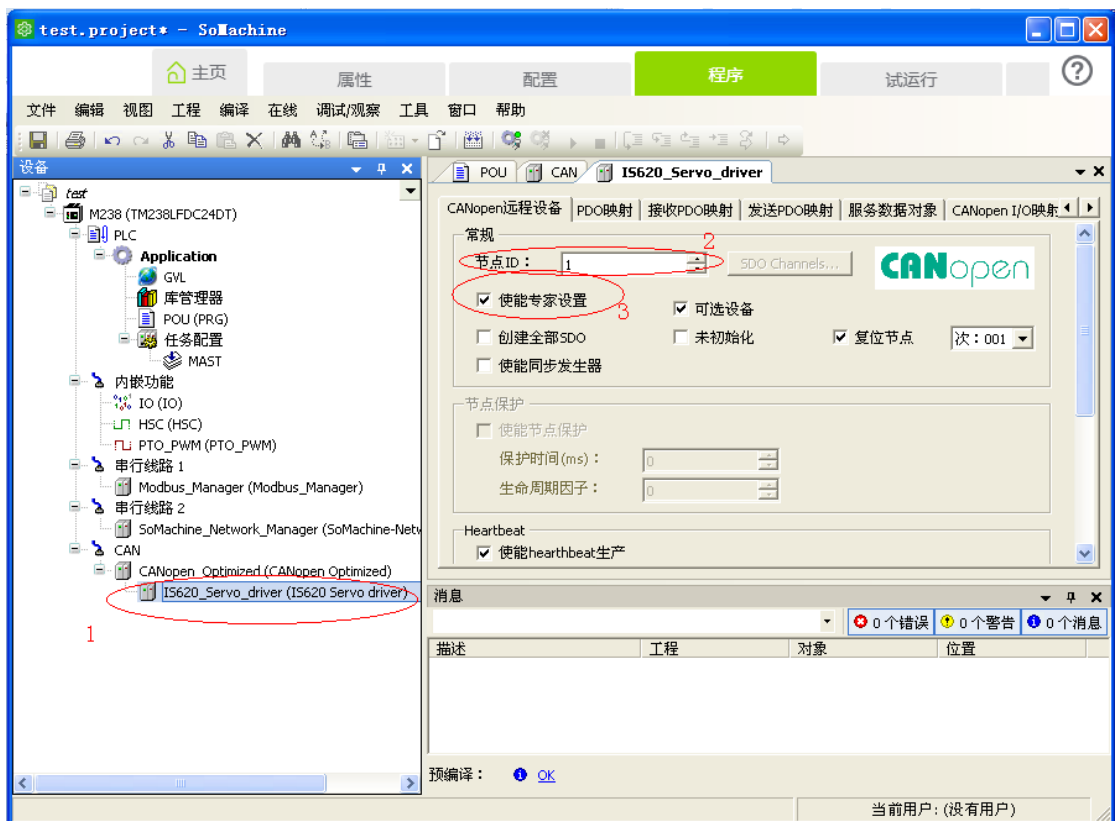 test.project* - SoMachine
主页
属性
配置
程序
试运行
?
文件 编辑 视图 工程 编译 在线 调试/观察 工具 窗口 帮助
设备
POU
CAN
IS620_Servo_driver
test
M238 (TM238LFDC24DT)
PLC
Application
GVL
库管理器
POU (PRG)
任务配置
MAST
内嵌功能
IO (IO)
HSC (HSC)
PTO_PWM (PTO_PWM)
串行线路 1
Modbus_Manager (Modbus_Manager)
串行线路 2
SoMachine_Network_Manager (SoMachine-Netw
CAN
CANopen_Optimized (CANopen Optimized)
IS620_Servo_driver (IS620 Servo driver)
1
CANopen远程设备
PDO映射
接收PDO映射
发送PDO映射
服务数据对象
CANopen I/O映射
常规
2
节点ID：
1
SDO Channels...
CANopen
使能专家设置
3
可选设备
创建全部SDO
未初始化
复位节点
次：001
使能同步发生器
节点保护
使能节点保护
保护时间(ms)：
0
生命周期因子：
0
Heartbeat
使能hearthbeat生产
消息
0 个错误
0 个警告
0 个消息
描述
工程
对象
位置
预编译：
OK
当前用户: (没有用户)